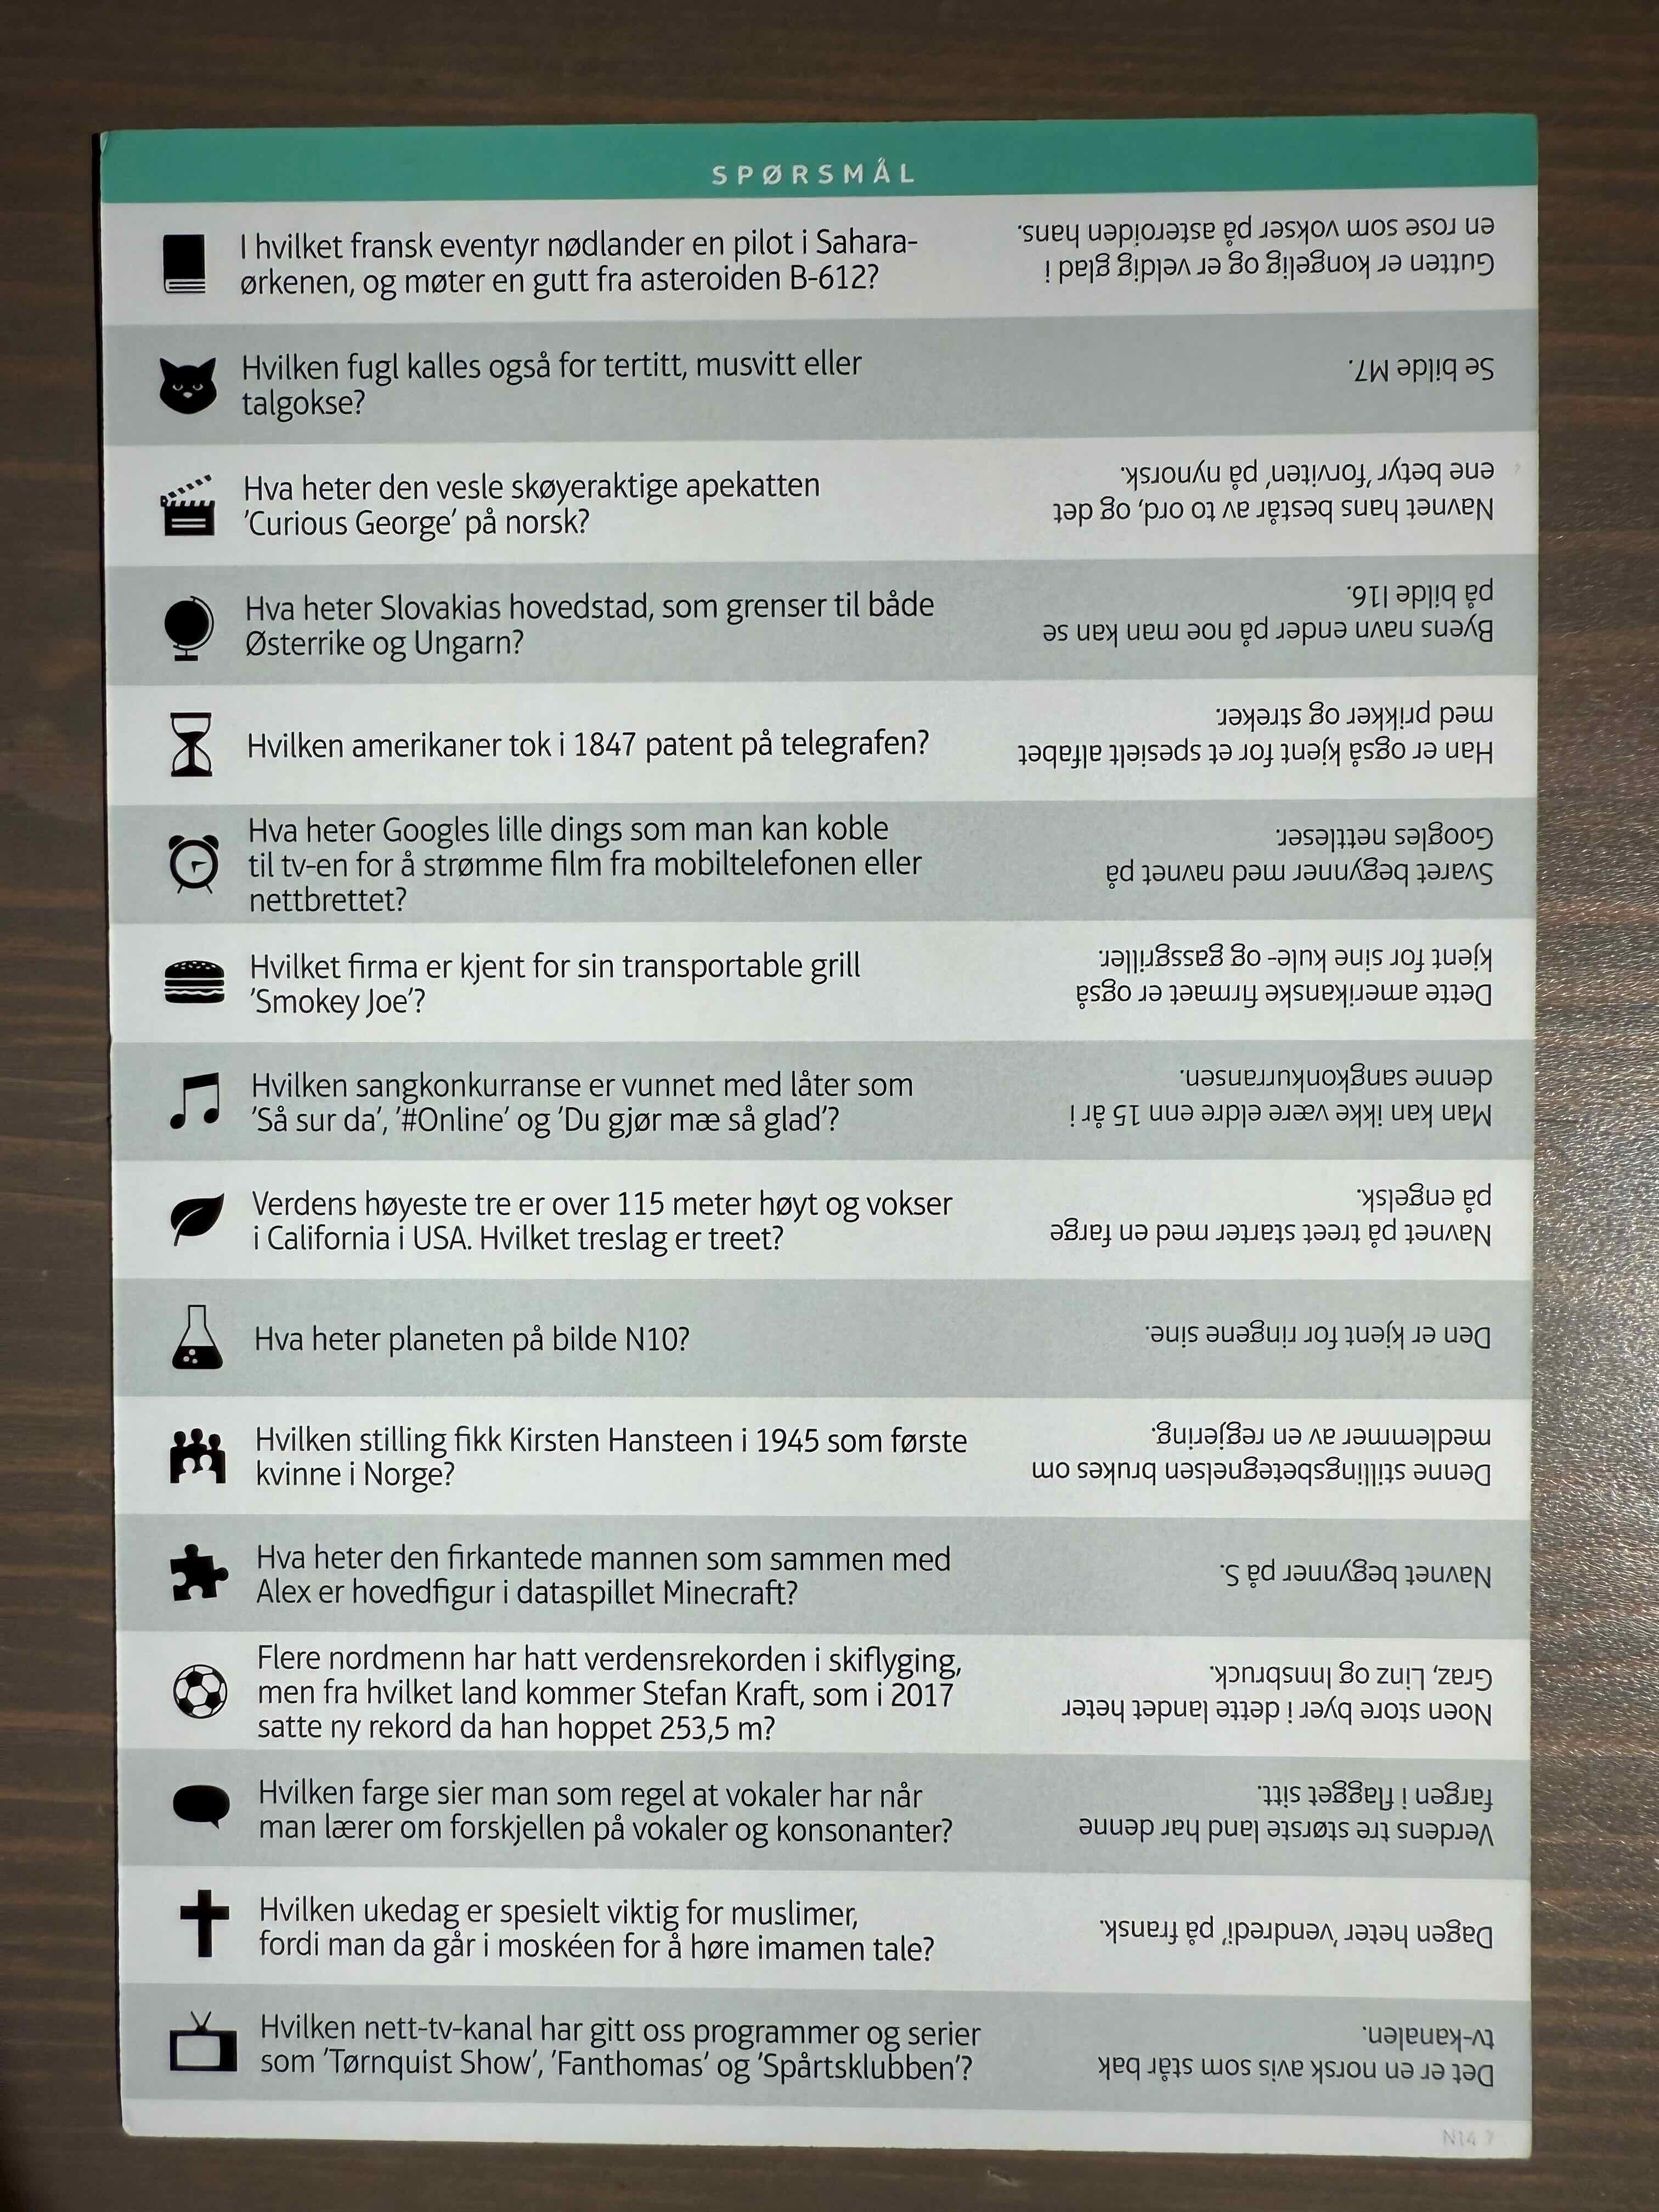 SPØRSMÅL
I hvilket fransk eventyr nødlander en pilot i Sahara-
ørkenen, og møter en gutt fra asteroiden B-612?
Gutten er kongelig og er veldig glad i
en rose som vokser på asteroiden hans.
Hvilken fugl kalles også for tertitt, musvitt eller
talgokse?
Se bilde M7.
Hva heter den vesle skøyeraktige apekatten
'Curious George' på norsk?
Navnet hans består av to ord, og det
ene betyr 'forviten' på nynorsk.
Hva heter Slovakias hovedstad, som grenser til både
Østerrike og Ungarn?
Byens navn ender på noe man kan se
på bilde I16.
Hvilken amerikaner tok i 1847 patent på telegrafen?
Han er også kjent for et spesielt alfabet
med prikker og streker.
Hva heter Googles lille dings som man kan koble
til tv-en for å strømme film fra mobiltelefonen eller
nettbrettet?
Svaret begynner med navnet på
Googles nettleser.
Hvilket firma er kjent for sin transportable grill
'Smokey Joe'?
Dette amerikanske firmaet er også
kjent for sine kule- og gassgriller.
Hvilken sangkonkurranse er vunnet med låter som
'Så sur da', '#Online' og 'Du gjør mæ så glad'?
Man kan ikke være eldre enn 15 år i
denne sangkonkurransen.
Verdens høyeste tre er over 115 meter høyt og vokser
i California i USA. Hvilket treslag er treet?
Navnet på treet starter med en farge
på engelsk.
Hva heter planeten på bilde N10?
Den er kjent for ringene sine.
Hvilken stilling fikk Kirsten Hansteen i 1945 som første
kvinne i Norge?
Denne stillingsbetegnelsen brukes om
medlemmer av en regjering.
Hva heter den firkantede mannen som sammen med
Alex er hovedfigur i dataspillet Minecraft?
Navnet begynner på S.
Flere nordmenn har hatt verdensrekorden i skiflyging,
men fra hvilket land kommer Stefan Kraft, som i 2017
satte ny rekord da han hoppet 253,5 m?
Noen store byer i dette landet heter
Graz, Linz og Innsbruck.
Hvilken farge sier man som regel at vokaler har når
man lærer om forskjellen på vokaler og konsonanter?
Verdens tre største land har denne
fargen i flagget sitt.
Hvilken ukedag er spesielt viktig for muslimer,
fordi man da går i moskéen for å høre imamen tale?
Dagen heter 'vendredi' på fransk.
Hvilken nett-tv-kanal har gitt oss programmer og serier
som 'Tørnquist Show', 'Fanthomas' og 'Spårtsklubben'?
Det er en norsk avis som står bak
tv-kanalen.
N14